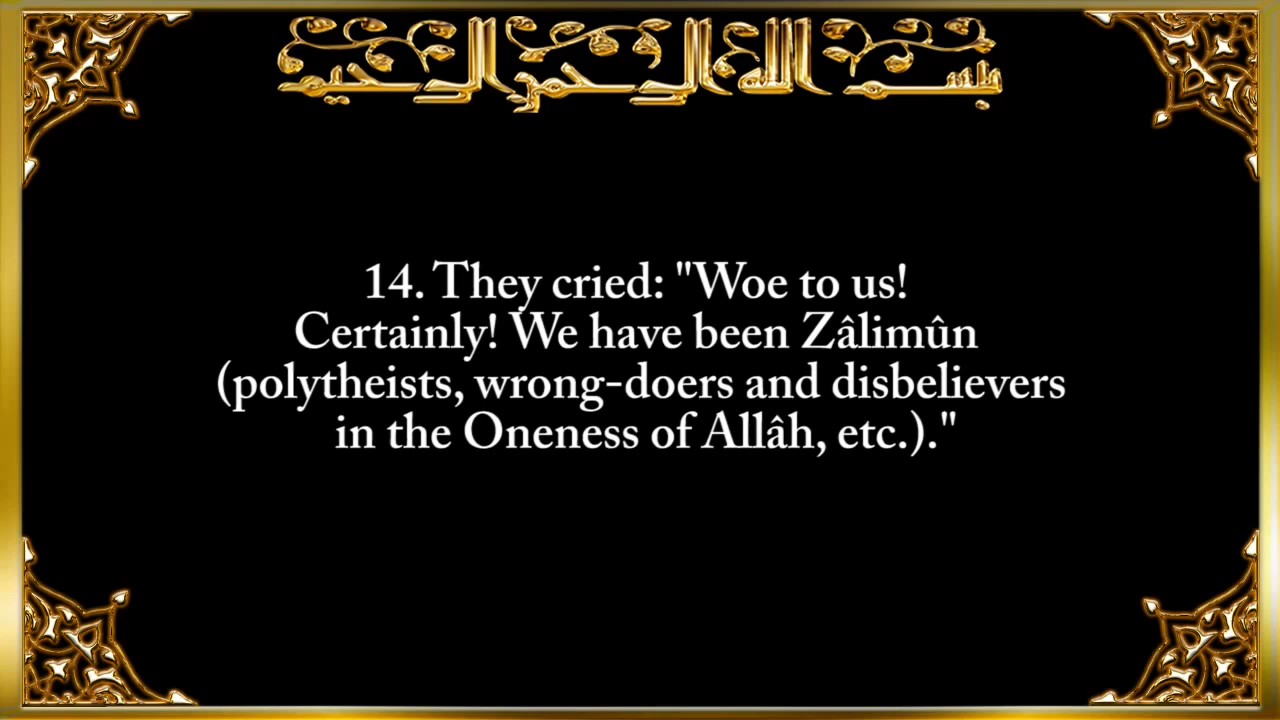 بسم الله الرحمن الرحيم
14. They cried: "Woe to us!
Certainly! We have been Zâlimûn
(polytheists, wrong-doers and disbelievers
in the Oneness of Allâh, etc.)."